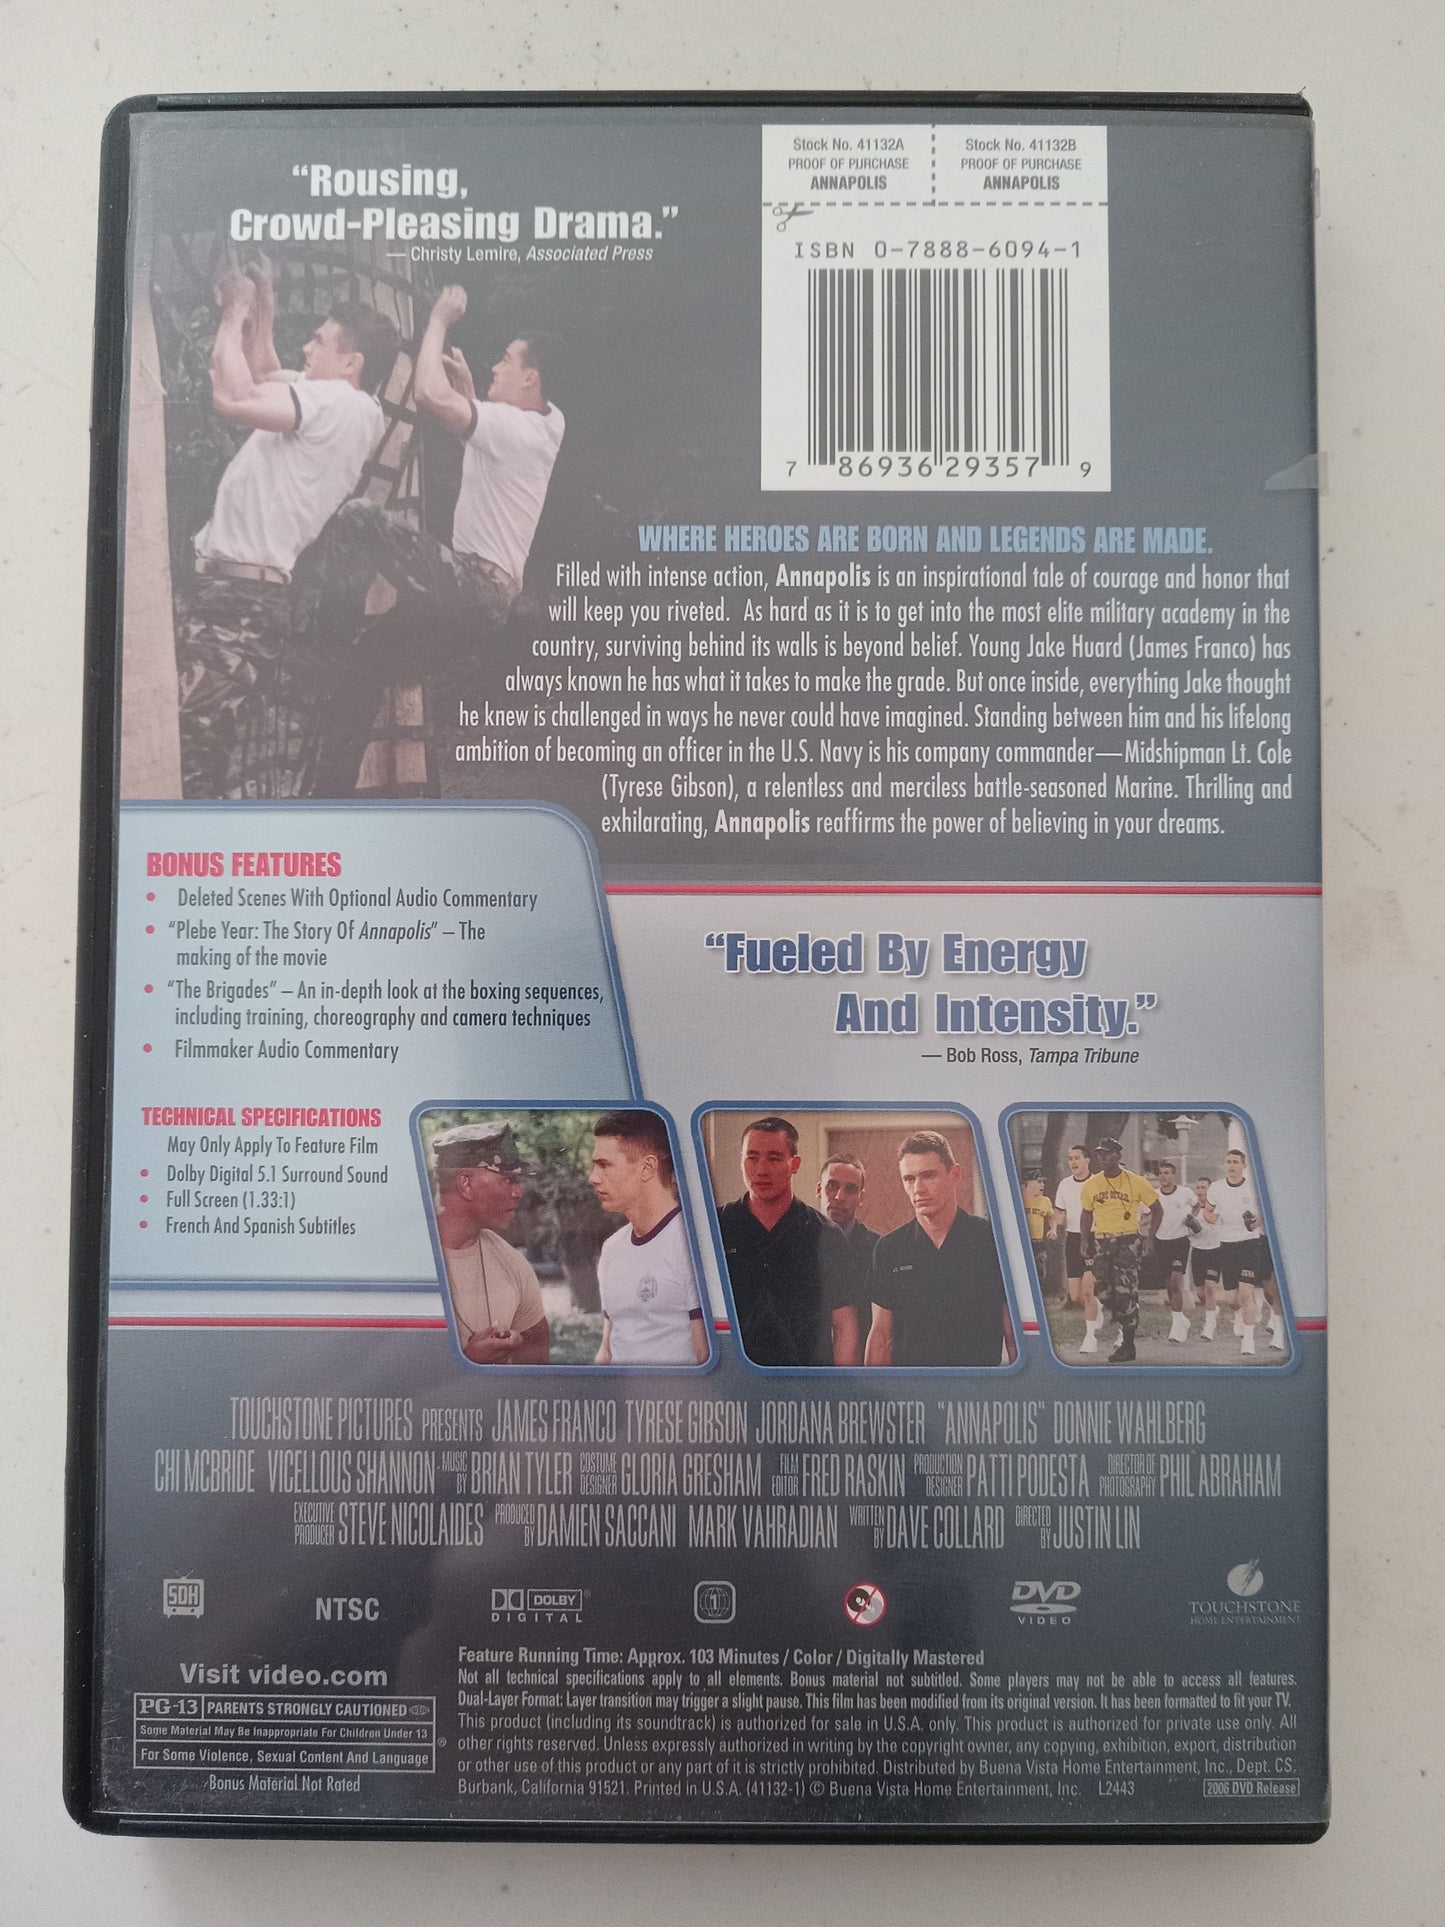 "Rousing,
Crowd-Pleasing Drama."
— Christy Lemire, Associated Press
Stock No. 41132A
PROOF OF PURCHASE
ANNAPOLIS
Stock No. 41132B
PROOF OF PURCHASE
ANNAPOLIS
ISBN 0-7888-6094-1
7 86936 29357 9
WHERE HEROES ARE BORN AND LEGENDS ARE MADE.
Filled with intense action, Annapolis is an inspirational tale of courage and honor that
will keep you riveted. As hard as it is to get into the most elite military academy in the
country, surviving behind its walls is beyond belief. Young Jake Huard (James Franco) has
always known he has what it takes to make the grade. But once inside, everything Jake thought
he knew is challenged in ways he never could have imagined. Standing between him and his lifelong
ambition of becoming an officer in the U.S. Navy is his company commander—Midshipman Lt. Cole
(Tyrese Gibson), a relentless and merciless battle-seasoned Marine. Thrilling and
exhilarating, Annapolis reaffirms the power of believing in your dreams.
BONUS FEATURES
• Deleted Scenes With Optional Audio Commentary
• "Plebe Year: The Story Of Annapolis" – The
making of the movie
• "The Brigades" – An in-depth look at the boxing sequences,
including training, choreography and camera techniques
• Filmmaker Audio Commentary
"Fueled By Energy
And Intensity."
— Bob Ross, Tampa Tribune
TECHNICAL SPECIFICATIONS
May Only Apply To Feature Film
• Dolby Digital 5.1 Surround Sound
• Full Screen (1.33:1)
• French And Spanish Subtitles
TOUCHSTONE PICTURES PRESENTS JAMES FRANCO TYRESE GIBSON JORDANA BREWSTER "ANNAPOLIS" DONNIE WAHLBERG
CHI MCBRIDE VICELLOUS SHANNON MUSIC BY BRIAN TYLER COSTUME DESIGNER GLORIA GRESHAM FILM EDITOR FRED RASKIN PRODUCTION DESIGNER PATTI PODESTA DIRECTOR OF PHOTOGRAPHY PHIL ABRAHAM
EXECUTIVE PRODUCER STEVE NICOLAIDES PRODUCED BY DAMIEN SACCANI MARK VAHRADIAN WRITTEN BY DAVE COLLARD DIRECTED BY JUSTIN LIN
SDH
NTSC
DOLBY
DIGITAL
1
DVD
VIDEO
TOUCHSTONE
HOME ENTERTAINMENT
Visit video.com
PG-13 PARENTS STRONGLY CAUTIONED
Some Material May Be Inappropriate For Children Under 13
For Some Violence, Sexual Content And Language
®
Bonus Material Not Rated
Feature Running Time: Approx. 103 Minutes / Color / Digitally Mastered
Not all technical specifications apply to all elements. Bonus material not subtitled. Some players may not be able to access all features.
Dual-Layer Format: Layer transition may trigger a slight pause. This film has been modified from its original version. It has been formatted to fit your TV.
This product (including its soundtrack) is authorized for sale in U.S.A. only. This product is authorized for private use only. All
other rights reserved. Unless expressly authorized in writing by the copyright owner, any copying, exhibition, export, distribution
or other use of this product or any part of it is strictly prohibited. Distributed by Buena Vista Home Entertainment, Inc., Dept. CS,
Burbank, California 91521. Printed in U.S.A. (41132-1) © Buena Vista Home Entertainment, Inc. L2443
2006 DVD Release